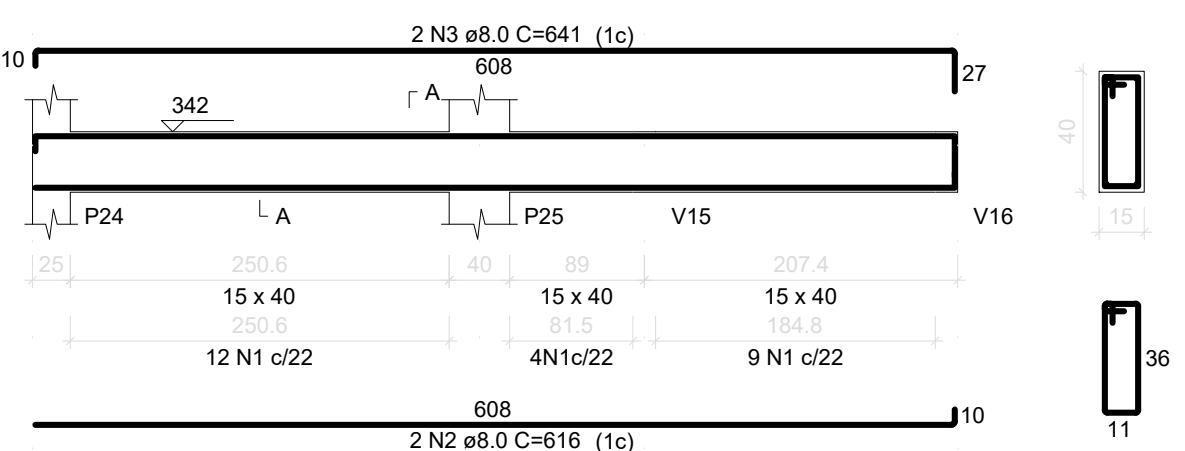 2 N3 ø8.0 C=641 (1c)
10
608
27
342
A
40
A
P24
P25
V15
V16
15
25
250.6
40
89
207.4
15 x 40
15 x 40
15 x 40
250.6
81.5
184.8
12 N1 c/22
4N1c/22
9 N1 c/22
36
608
10
11
2 N2 ø8.0 C=616 (1c)